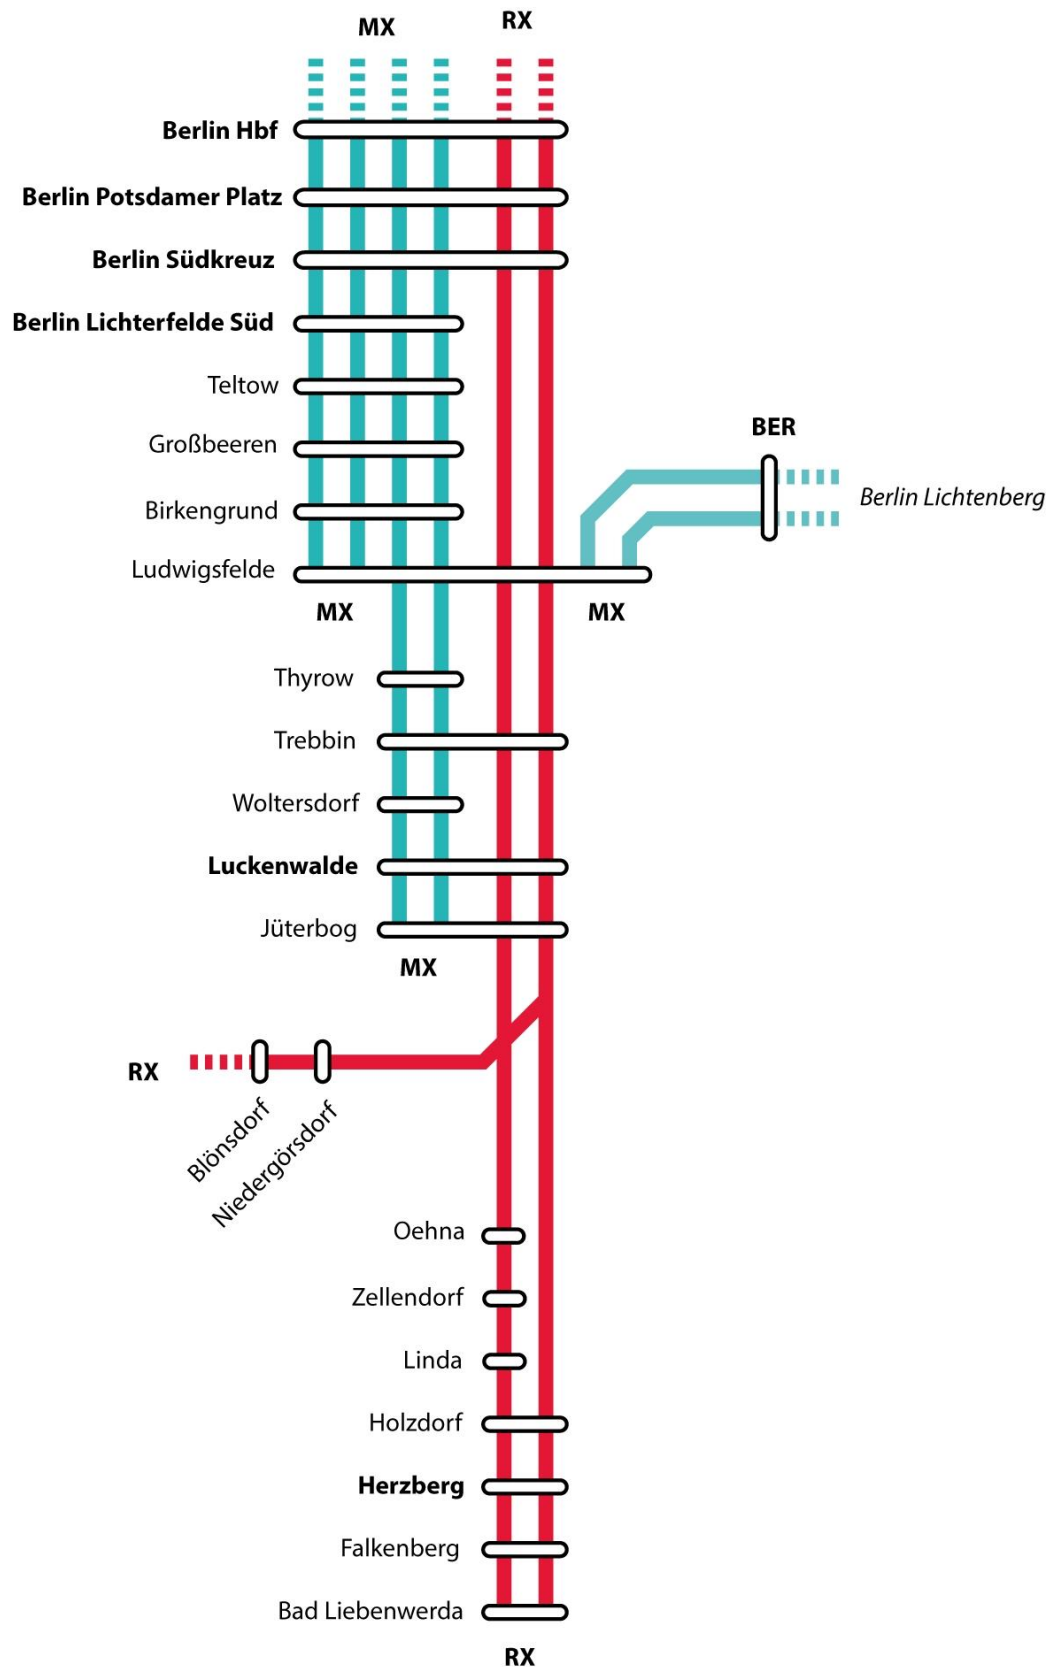 MX
RX
Berlin Hbf
Berlin Potsdamer Platz
Berlin Südkreuz
Berlin Lichterfelde Süd
Teltow
Großbeeren
Birkengrund
Ludwigsfelde
BER
Berlin Lichtenberg
MX
MX
Thyrow
Trebbin
Woltersdorf
Luckenwalde
Jüterbog
MX
RX
Blönsdorf
Niedergörsdorf
Oehna
Zellendorf
Linda
Holzdorf
Herzberg
Falkenberg
Bad Liebenwerda
RX